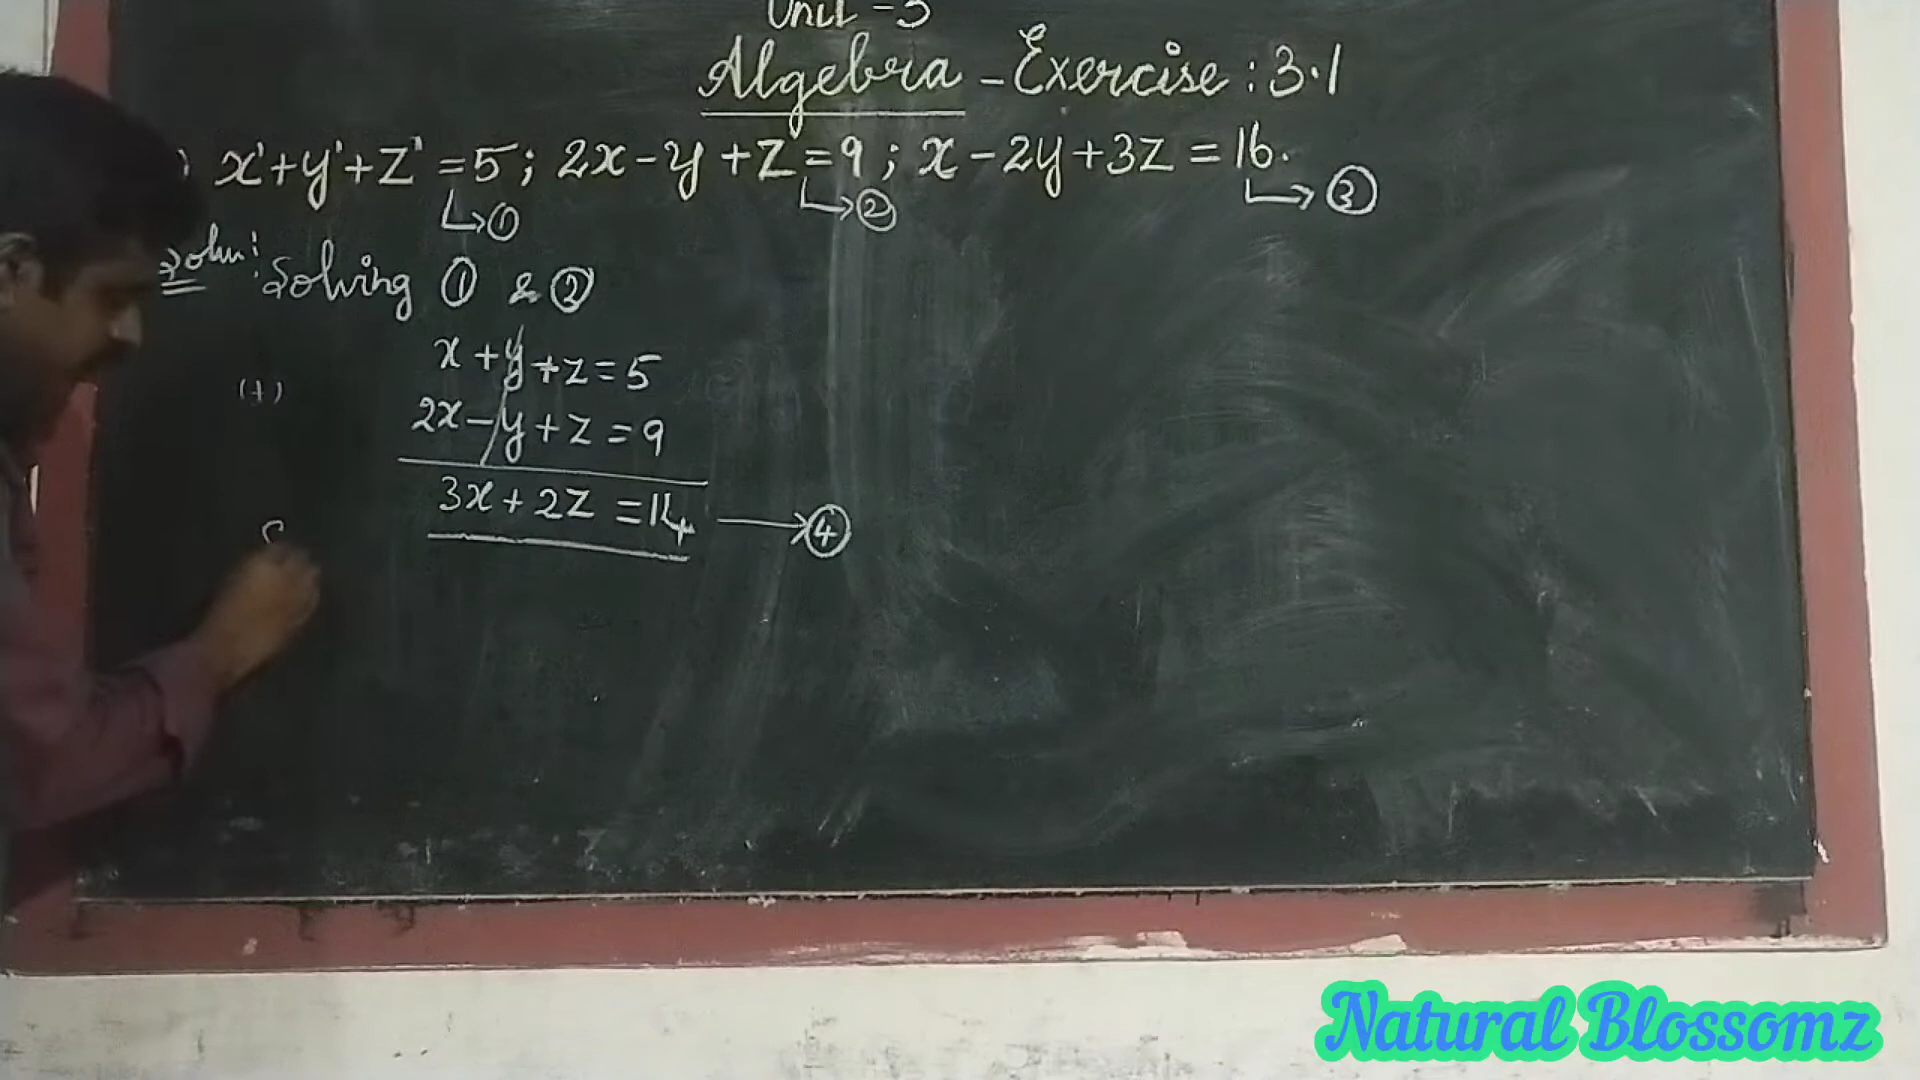 Unit - 3
Algebra - Exercise : 3.1
) x+y+z =5 ; 2x-y+z=9 ; x-2y+3z = 16.
① ② ③
Soln: Solving ① & ②
x+y+z=5
(+)
2x-y+z=9
3x+2z =14 → ④
Natural Blossomz